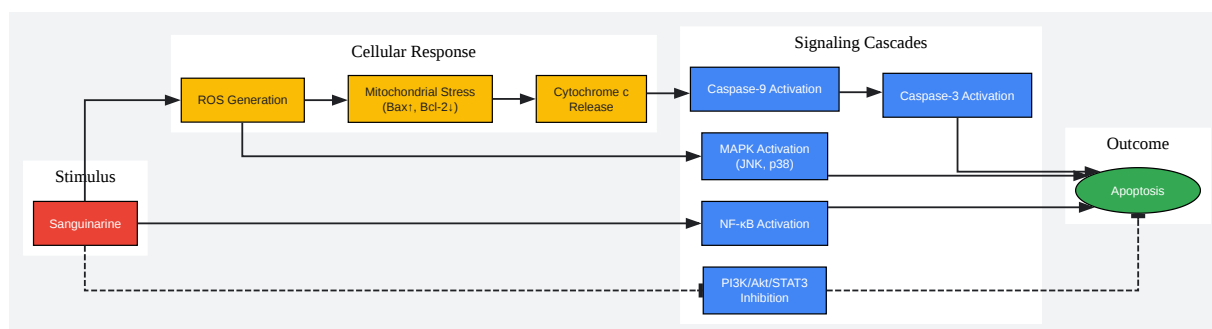 Cellular Response
Signaling Cascades
ROS Generation
Mitochondrial Stress
(Bax↑, Bcl-2↓)
Cytochrome c
Release
Caspase-9 Activation
Caspase-3 Activation
MAPK Activation
(JNK, p38)
Outcome
Stimulus
Apoptosis
Sanguinarine
NF-κB Activation
PI3K/Akt/STAT3
Inhibition